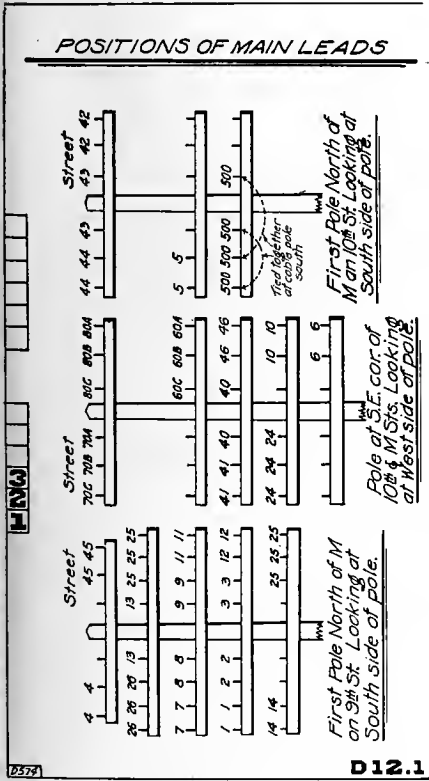 POSITIONS OF MAIN LEADS
Street
4 4 45 45
26 26 26 13 13 25 25 25
7 7 8 8 9 9 11 11
1 1 2 2 3 3 12 12
14 14 25 25 25
First Pole North of M
on 9th St. Looking at
South side of pole.
Street
70C 70B 70A 80C 80B 80A
60C 60B 60A
41 41 40 40 46 46
24 24 24 10 10
6 6
Pole at S.E. cor. of
10th & M Sts. Looking
at West side of pole.
Street
44 44 43 43 42 42
5 5
500 500 500 500
Tied together
at cable pole
south
First Pole North of
M an 10th St. Looking at
South side of pole.
D574
D12.1